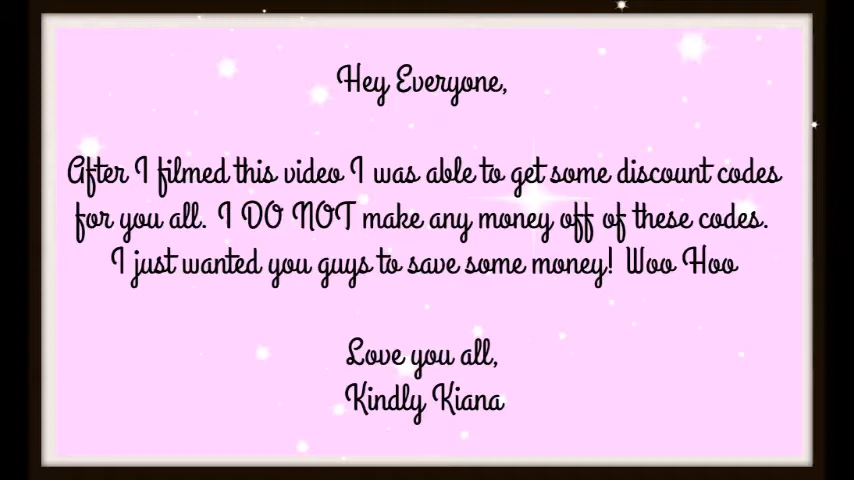 Hey Everyone,
After I filmed this video I was able to get some discount codes
for you all. I DO NOT make any money off of these codes.
I just wanted you guys to save some money! Woo Hoo
Love you all,
Kindly Kiana